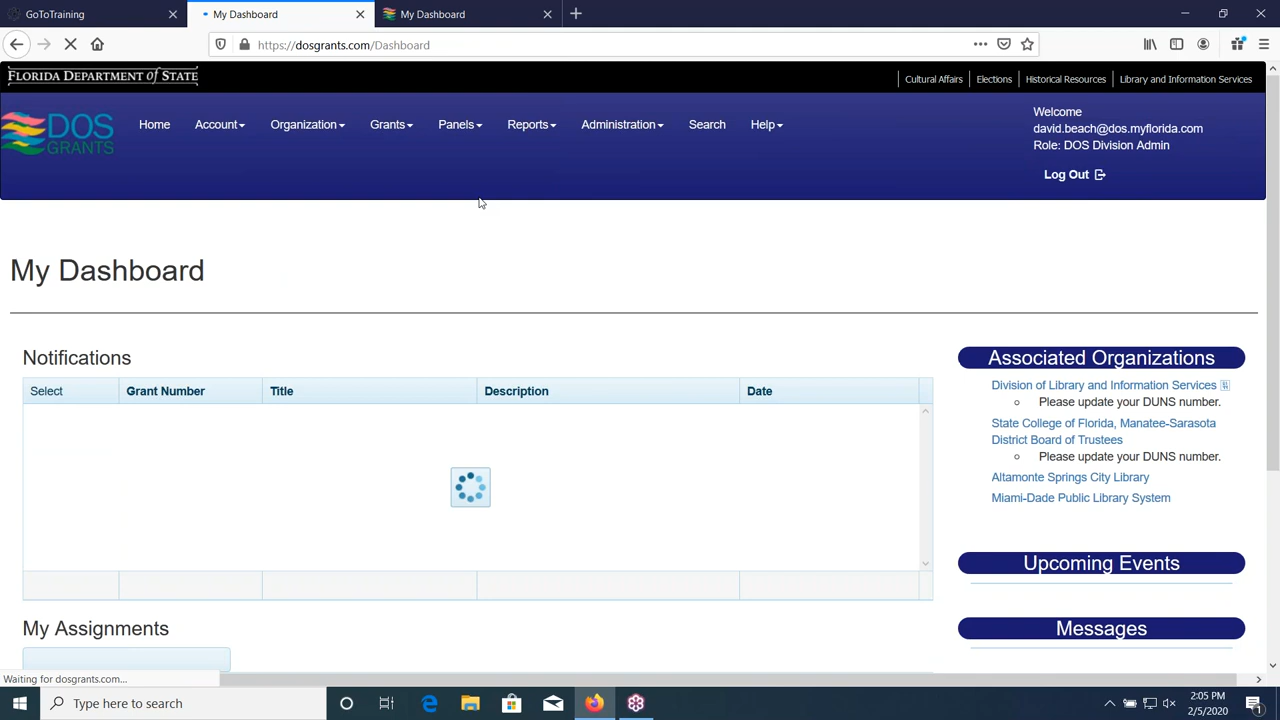 GoToTraining
My Dashboard
My Dashboard
https://dosgrants.com/Dashboard
FLORIDA DEPARTMENT of STATE
Cultural Affairs
Elections
Historical Resources
Library and Information Services
DOS
GRANTS
Home
Account
Organization
Grants
Panels
Reports
Administration
Search
Help
Welcome
david.beach@dos.myflorida.com
Role: DOS Division Admin
Log Out
My Dashboard
Notifications
Select Grant Number Title Description Date
My Assignments
Associated Organizations
Division of Library and Information Services
Please update your DUNS number.
State College of Florida, Manatee-Sarasota
District Board of Trustees
Please update your DUNS number.
Altamonte Springs City Library
Miami-Dade Public Library System
Upcoming Events
Messages
Waiting for dosgrants.com...
Type here to search
2:05 PM
2/5/2020
1